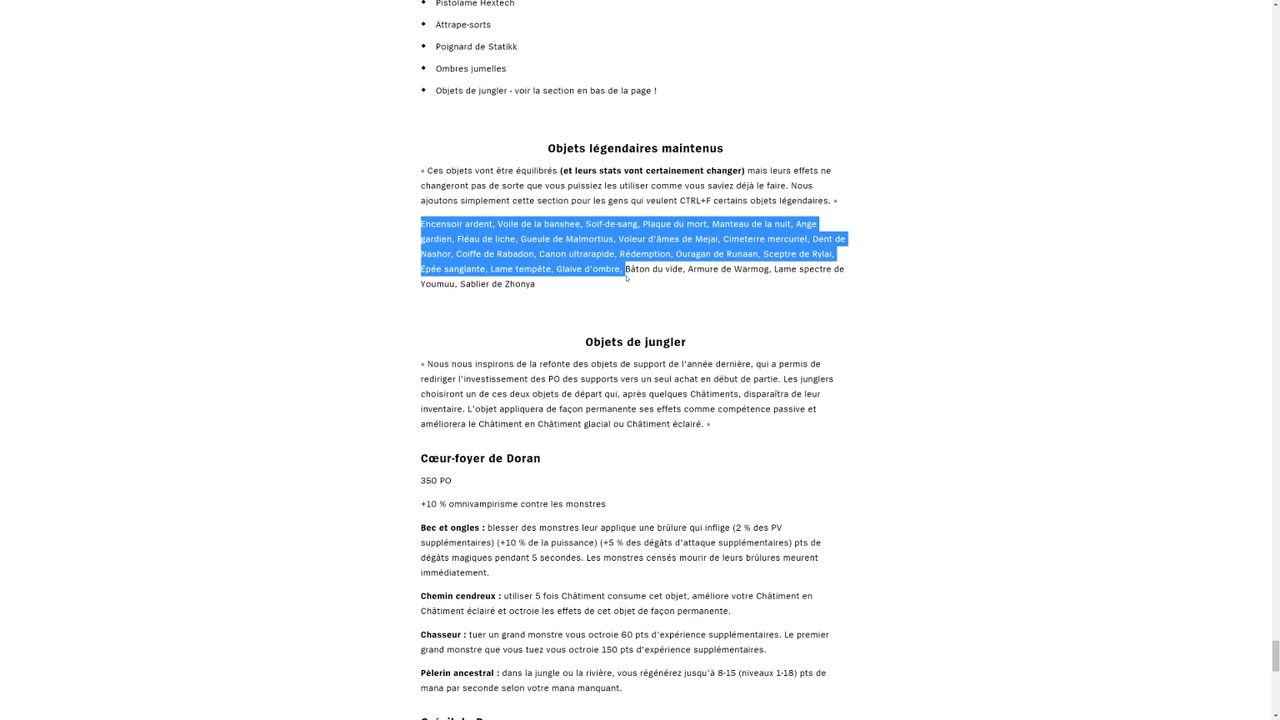 Pistolame Hextech
Attrape-sorts
Poignard de Statikk
Ombres jumelles
Objets de jungler - voir la section en bas de la page !
Objets légendaires maintenus
« Ces objets vont être équilibrés (et leurs stats vont certainement changer) mais leurs effets ne
changeront pas de sorte que vous puissiez les utiliser comme vous saviez déjà le faire. Nous
ajoutons simplement cette section pour les gens qui veulent CTRL+F certains objets légendaires. »
Encensoir ardent, Voile de la banshee, Soif-de-sang, Plaque du mort, Manteau de la nuit, Ange
gardien, Fléau de liche, Gueule de Malmortius, Voleur d'âmes de Mejai, Cimeterre mercuriel, Dent de
Nashor, Coiffe de Rabadon, Canon ultrarapide, Rédemption, Ouragan de Runaan, Sceptre de Rylai,
Épée sanglante, Lame tempête, Glaive d'ombre, Bâton du vide, Armure de Warmog, Lame spectre de
Youmuu, Sablier de Zhonya
Objets de jungler
« Nous nous inspirons de la refonte des objets de support de l'année dernière, qui a permis de
rediriger l'investissement des PO des supports vers un seul achat en début de partie. Les junglers
choisiront un de ces deux objets de départ qui, après quelques Châtiments, disparaîtra de leur
inventaire. L'objet appliquera de façon permanente ses effets comme compétence passive et
améliorera le Châtiment en Châtiment glacial ou Châtiment éclairé. »
Cœur-foyer de Doran
350 PO
+10 % omnivampirisme contre les monstres
Bec et ongles : blesser des monstres leur applique une brûlure qui inflige (2 % des PV
supplémentaires) (+10 % de la puissance) (+5 % des dégâts d'attaque supplémentaires) pts de
dégâts magiques pendant 5 secondes. Les monstres censés mourir de leurs brûlures meurent
immédiatement.
Chemin cendreux : utiliser 5 fois Châtiment consume cet objet, améliore votre Châtiment en
Châtiment éclairé et octroie les effets de cet objet de façon permanente.
Chasseur : tuer un grand monstre vous octroie 60 pts d'expérience supplémentaires. Le premier
grand monstre que vous tuez vous octroie 150 pts d'expérience supplémentaires.
Pèlerin ancestral : dans la jungle ou la rivière, vous régénérez jusqu'à 8-15 (niveaux 1-18) pts de
mana par seconde selon votre mana manquant.